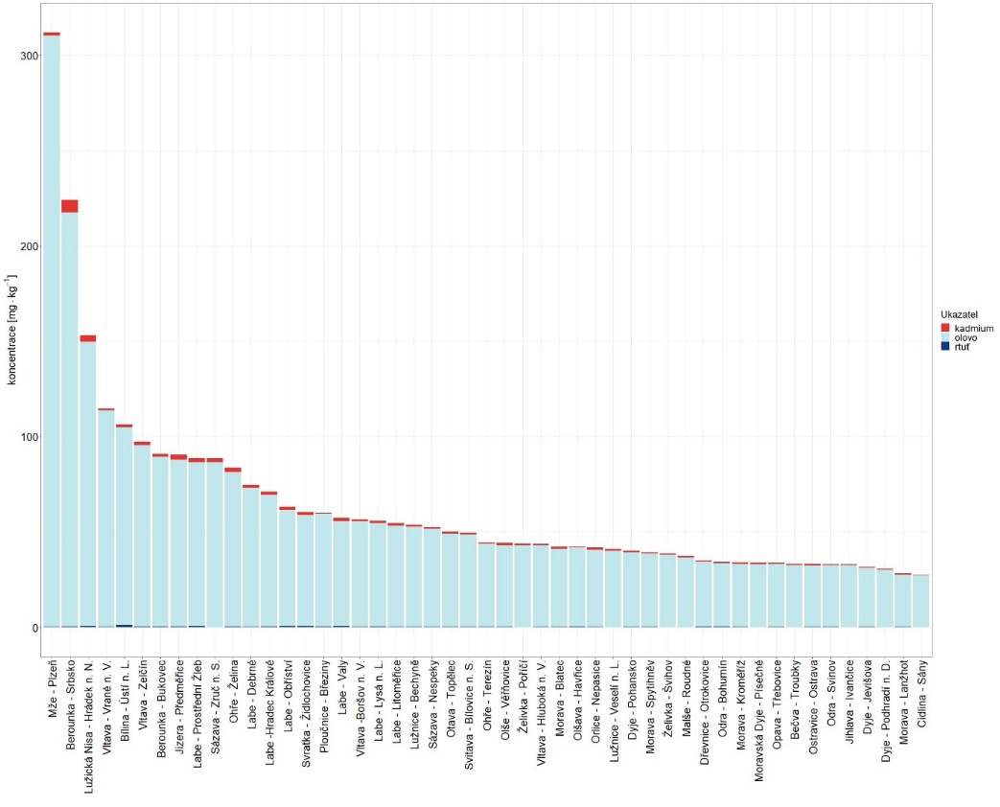 300
200
100
0
koncentrace [mg · kg⁻¹]
Ukazatel
kadmium
olovo
rtuť
Mže - Plzeň
Berounka - Srbsko
Lužická Nisa - Hrádek n. N.
Vltava - Vrané n. V.
Bílina - Ústí n. L.
Vltava - Zelčín
Berounka - Bukovec
Jizera - Předměřice
Labe - Prostřední Žleb
Sázava - Zruč n. S.
Ohře - Želina
Labe - Debrné
Labe -Hradec Králové
Labe - Obříství
Svratka - Židlochovice
Ploučnice - Březiny
Labe - Valy
Vltava -Boršov n. V.
Labe - Lysá n. L.
Labe - Litoměřice
Lužnice - Bechyně
Sázava - Nespeky
Otava - Topělec
Svitava - Bílovice n. S.
Ohře - Terezín
Olše - Věřňovice
Želivka - Poříčí
Vltava - Hluboká n. V.
Morava - Blatec
Olšava - Havřice
Orlice - Nepasice
Lužnice - Veselí n. L.
Dyje - Pohansko
Morava - Spytihněv
Želivka - Švihov
Malše - Roudné
Dřevnice - Otrokovice
Odra - Bohumín
Morava - Kroměříž
Moravská Dyje - Písečné
Opava - Třebovice
Bečva - Troubky
Ostravice - Ostrava
Odra - Svinov
Jihlava - Ivančice
Dyje - Jevišova
Dyje - Podhradí n. D.
Morava - Lanžhot
Cidlina - Sány